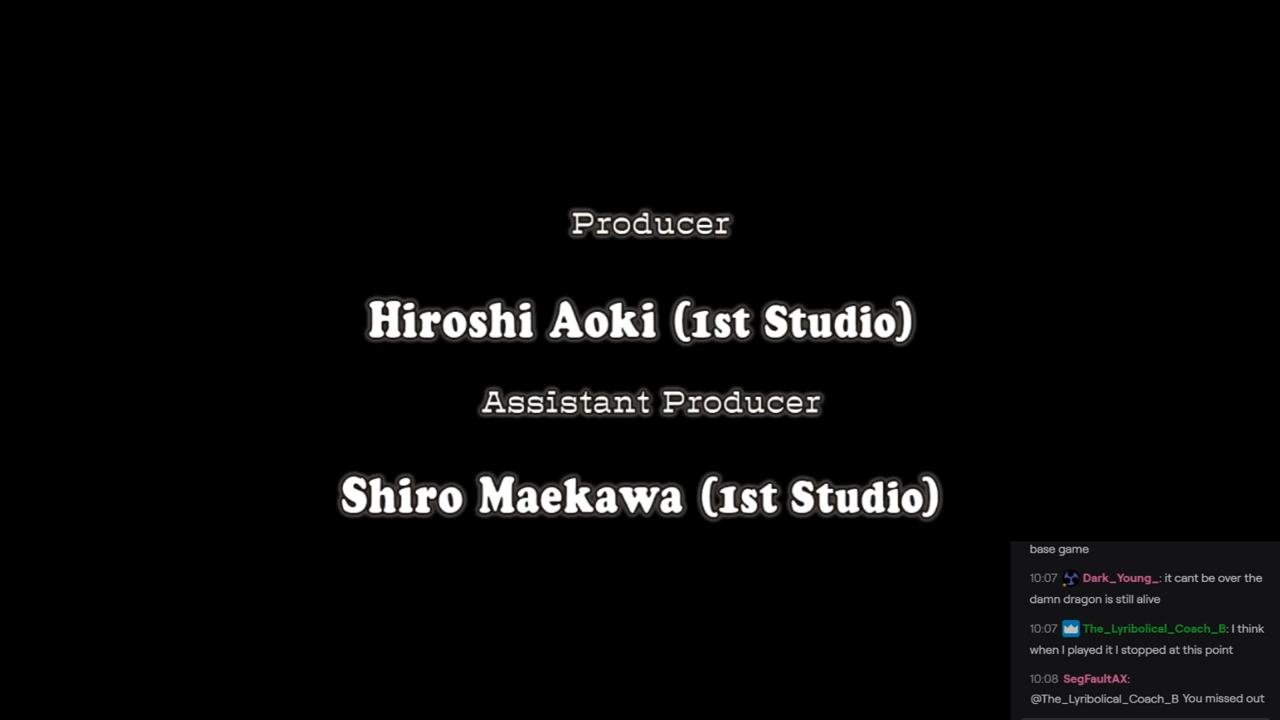 Producer
Hiroshi Aoki (1st Studio)
Assistant Producer
Shiro Maekawa (1st Studio)
base game
10:07 Dark_Young_: it cant be over the
damn dragon is still alive
10:07 The_Lyribolical_Coach_B: I think
when I played it I stopped at this point
10:08 SegFaultAX:
@The_Lyribolical_Coach_B You missed out